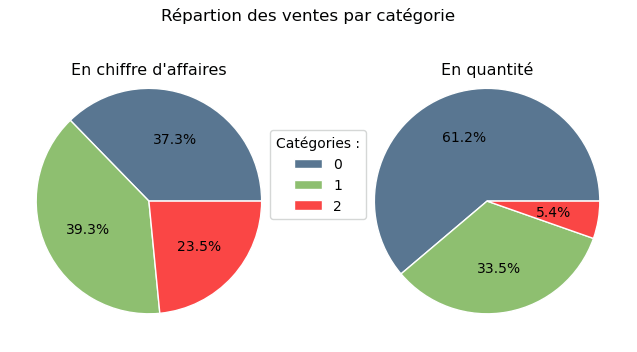 Répartion des ventes par catégorie
En chiffre d'affaires
37.3%
39.3%
23.5%
Catégories :
0
1
2
En quantité
61.2%
5.4%
33.5%